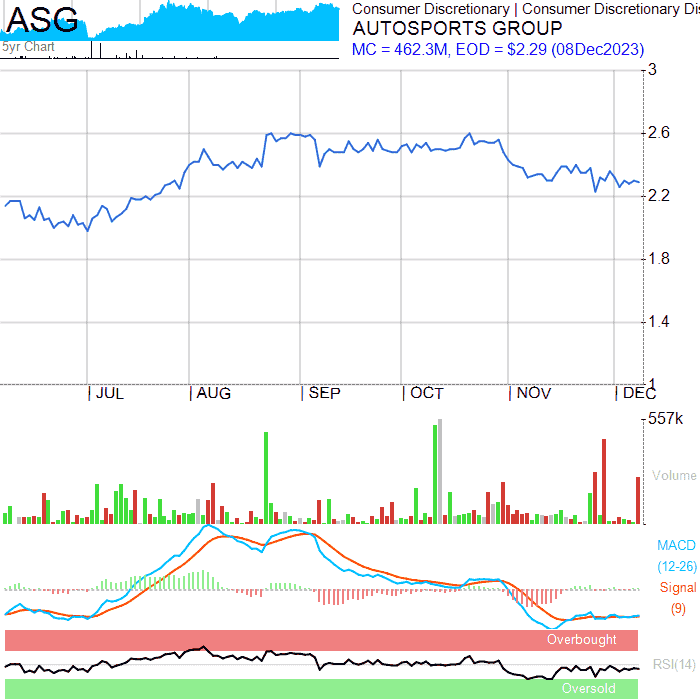 ASG
5yr Chart
Consumer Discretionary | Consumer Discretionary Dis
AUTOSPORTS GROUP
MC = 462.3M, EOD = $2.29 (08Dec2023)
3
2.6
2.2
1.8
1.4
1
JUL AUG SEP OCT NOV DEC
557k
Volume
MACD
(12-26)
Signal
(9)
Overbought
RSI(14)
Oversold